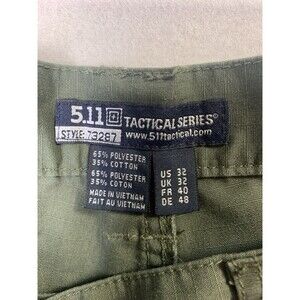 5.11 TACTICAL SERIES®
STYLE: 73287 www.511tactical.com
65% POLYESTER
35% COTON
65% POLYESTER
35% COTTON
MADE IN VIETNAM
FAIT AU VIETNAM
US 32
UK 32
FR 40
DE 48